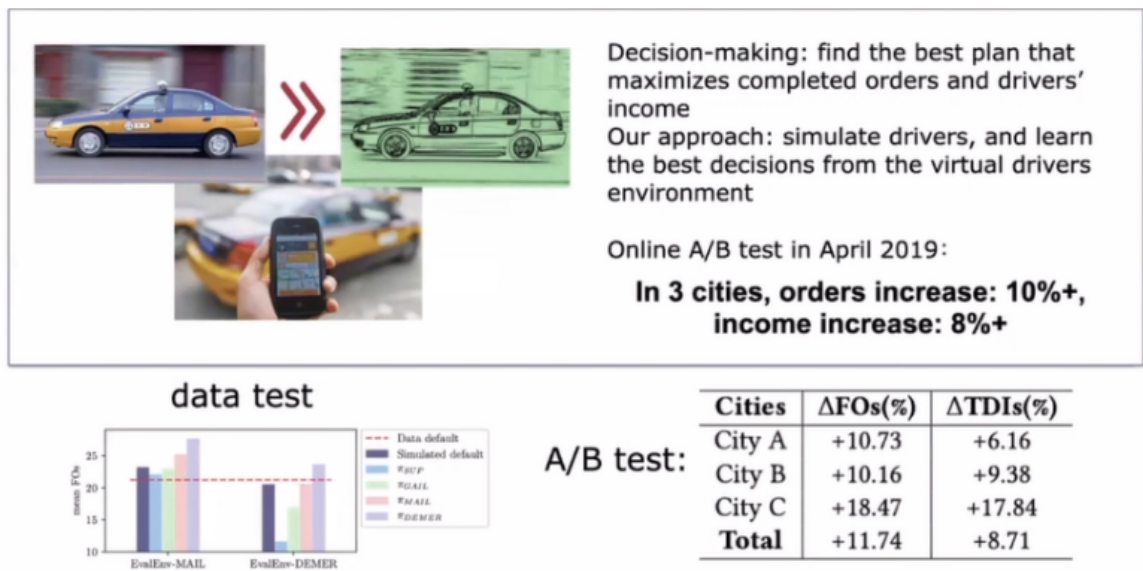 Decision-making: find the best plan that
maximizes completed orders and drivers'
income
Our approach: simulate drivers, and learn
the best decisions from the virtual drivers
environment
Online A/B test in April 2019:
In 3 cities, orders increase: 10%+,
income increase: 8%+
data test
mean FOs
25
20
15
10
EvalEnv-MAIL
EvalEnv-DEMER
Data default
Simulated default
π_SUP
π_GAIL
π_MAIL
π_DEMER
A/B test:
Cities ΔFOs(%) ΔTDIs(%)
City A +10.73 +6.16
City B +10.16 +9.38
City C +18.47 +17.84
Total +11.74 +8.71